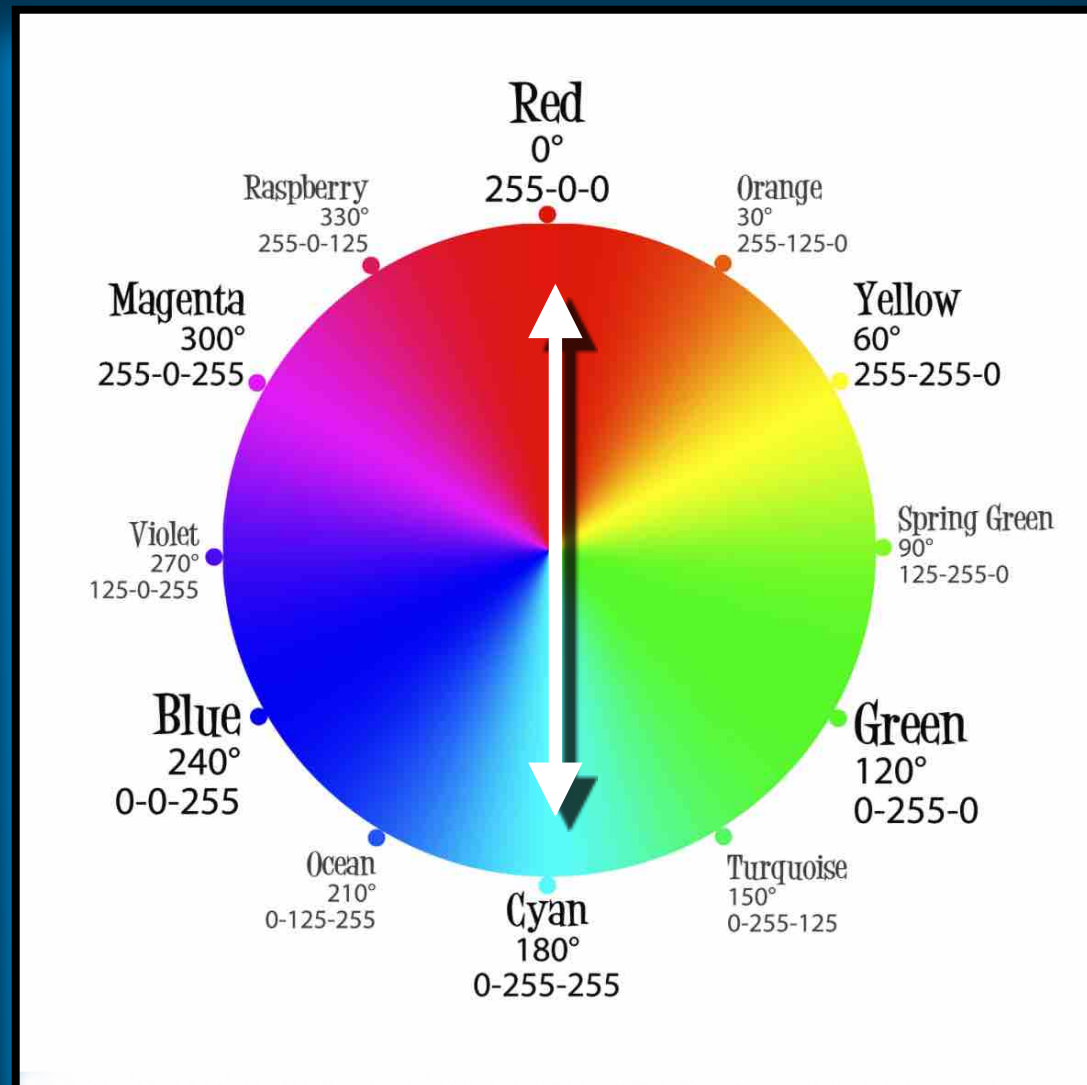 Red
0°
255-0-0
Orange
30°
255-125-0
Yellow
60°
255-255-0
Spring Green
90°
125-255-0
Green
120°
0-255-0
Turquoise
150°
0-255-125
Cyan
180°
0-255-255
Ocean
210°
0-125-255
Blue
240°
0-0-255
Violet
270°
125-0-255
Magenta
300°
255-0-255
Raspberry
330°
255-0-125